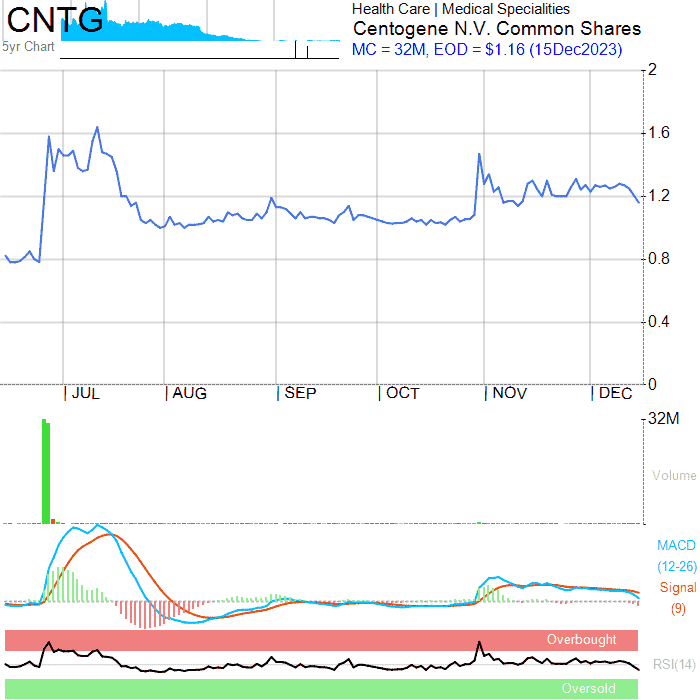 CNTG
Health Care | Medical Specialities
Centogene N.V. Common Shares
5yr Chart
MC = 32M, EOD = $1.16 (15Dec2023)
2
1.6
1.2
0.8
0.4
0
| JUL | AUG | SEP | OCT | NOV | DEC
32M
Volume
MACD
(12-26)
Signal
(9)
Overbought
RSI(14)
Oversold